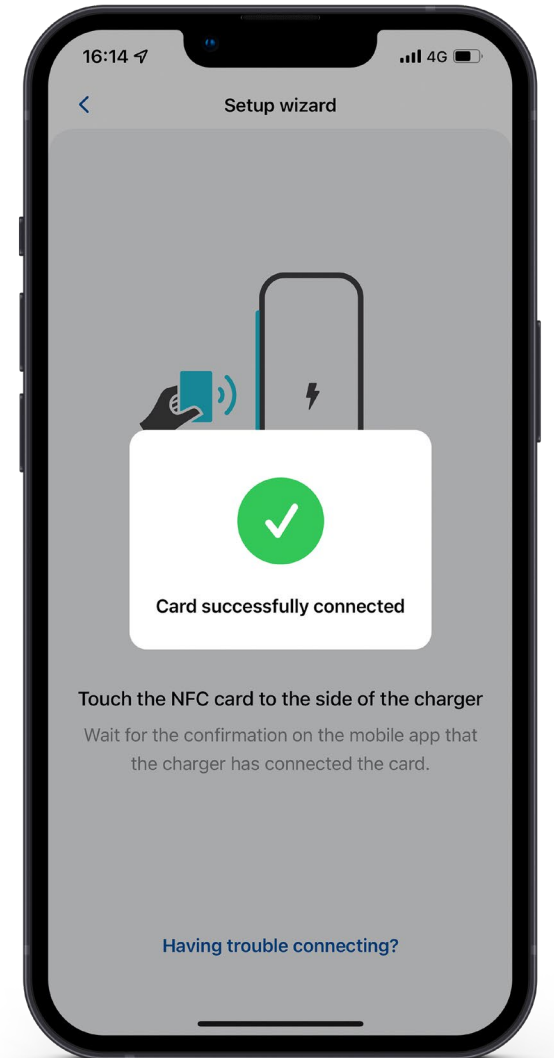 16:14
4G
Setup wizard
Card successfully connected
Touch the NFC card to the side of the charger
Wait for the confirmation on the mobile app that
the charger has connected the card.
Having trouble connecting?